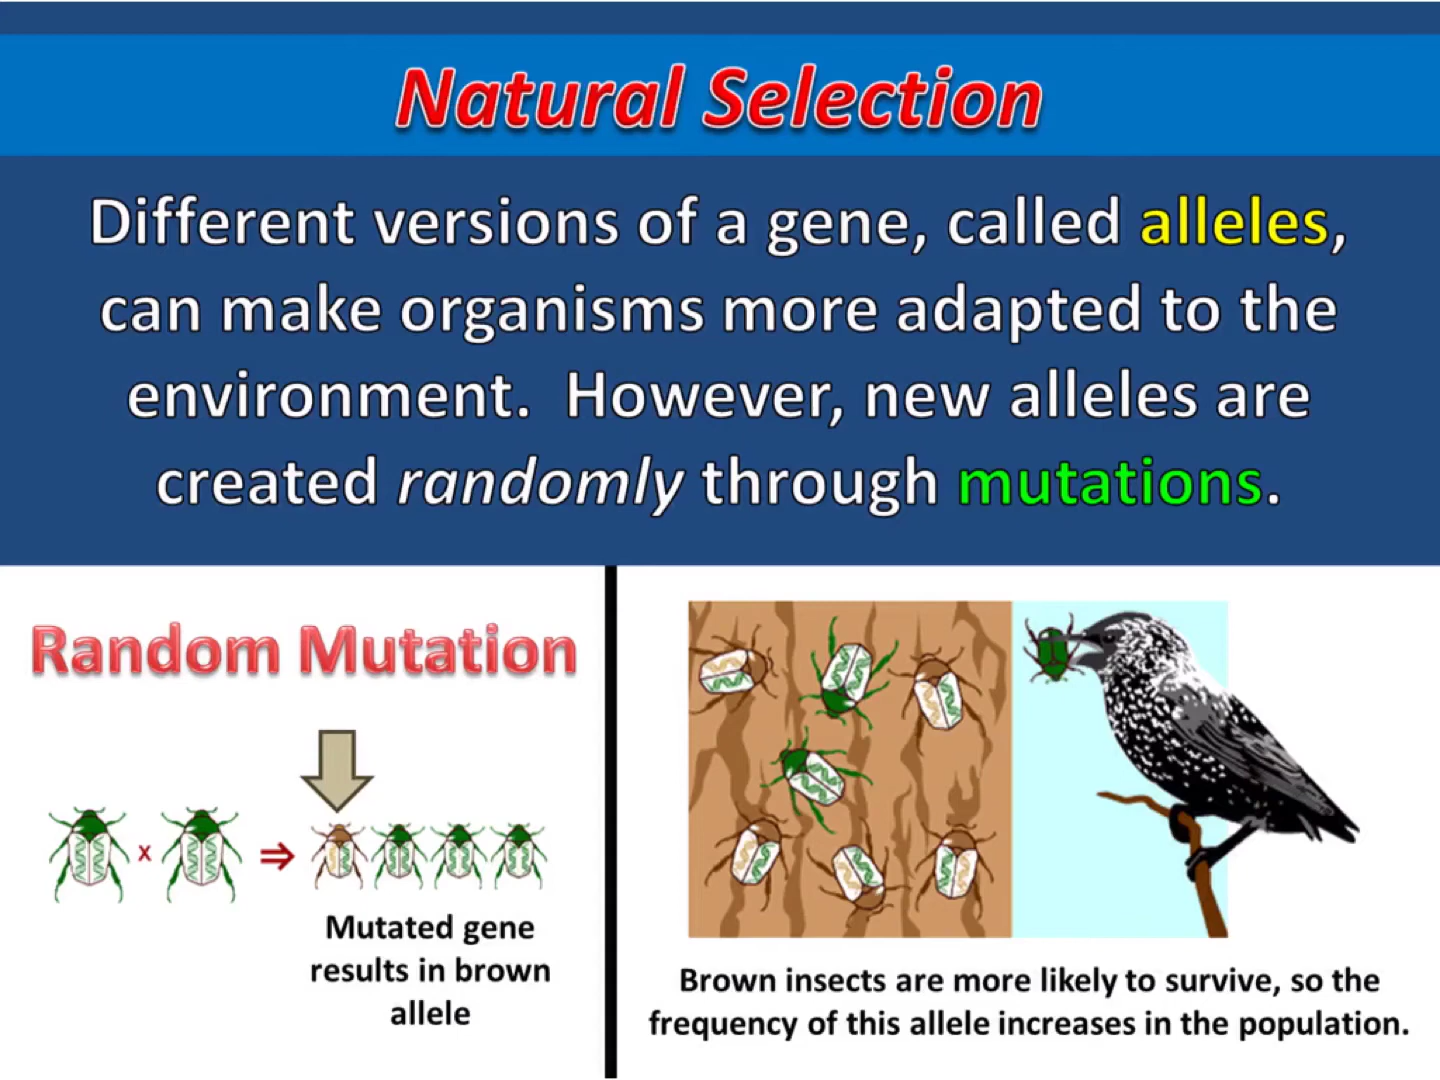 Natural Selection
Different versions of a gene, called alleles,
can make organisms more adapted to the
environment.  However, new alleles are
created randomly through mutations.
Random Mutation
x
⇒
Mutated gene
results in brown
allele
Brown insects are more likely to survive, so the
frequency of this allele increases in the population.